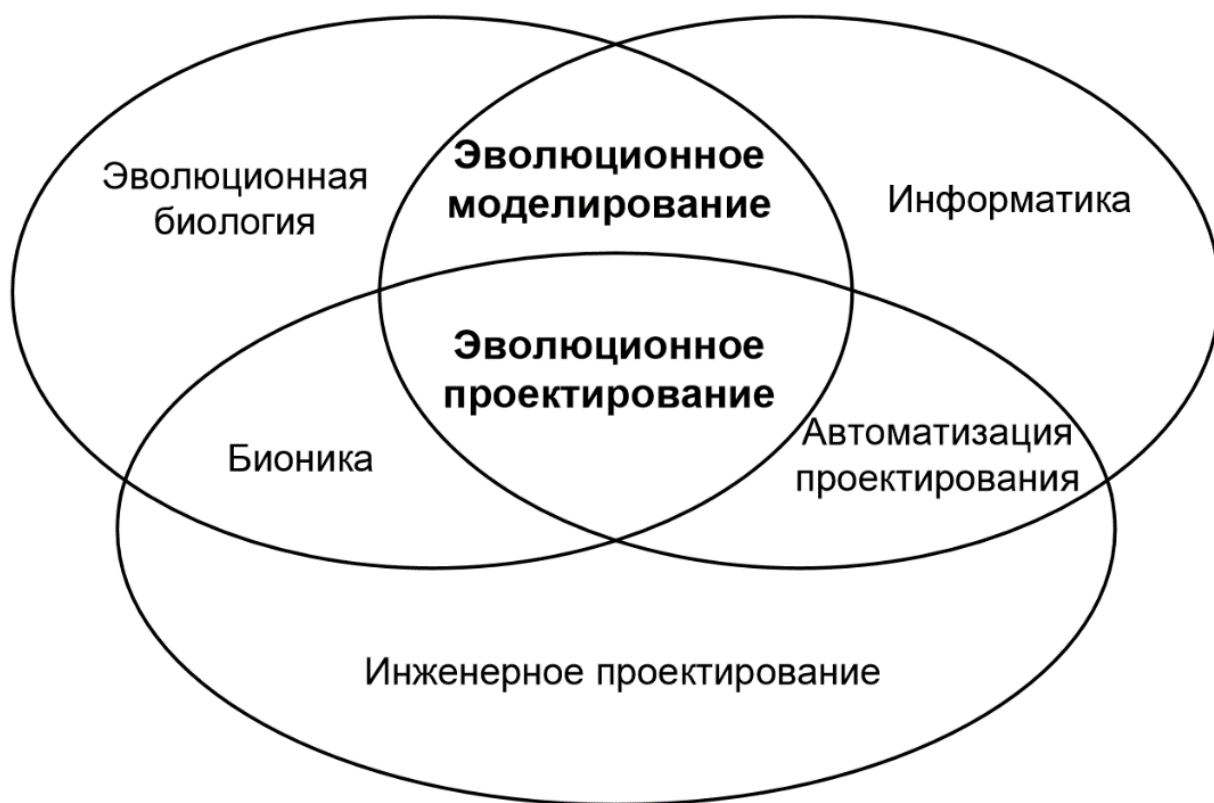 Эволюционная
биология
Эволюционное
моделирование
Информатика
Эволюционное
проектирование
Бионика
Автоматизация
проектирования
Инженерное проектирование